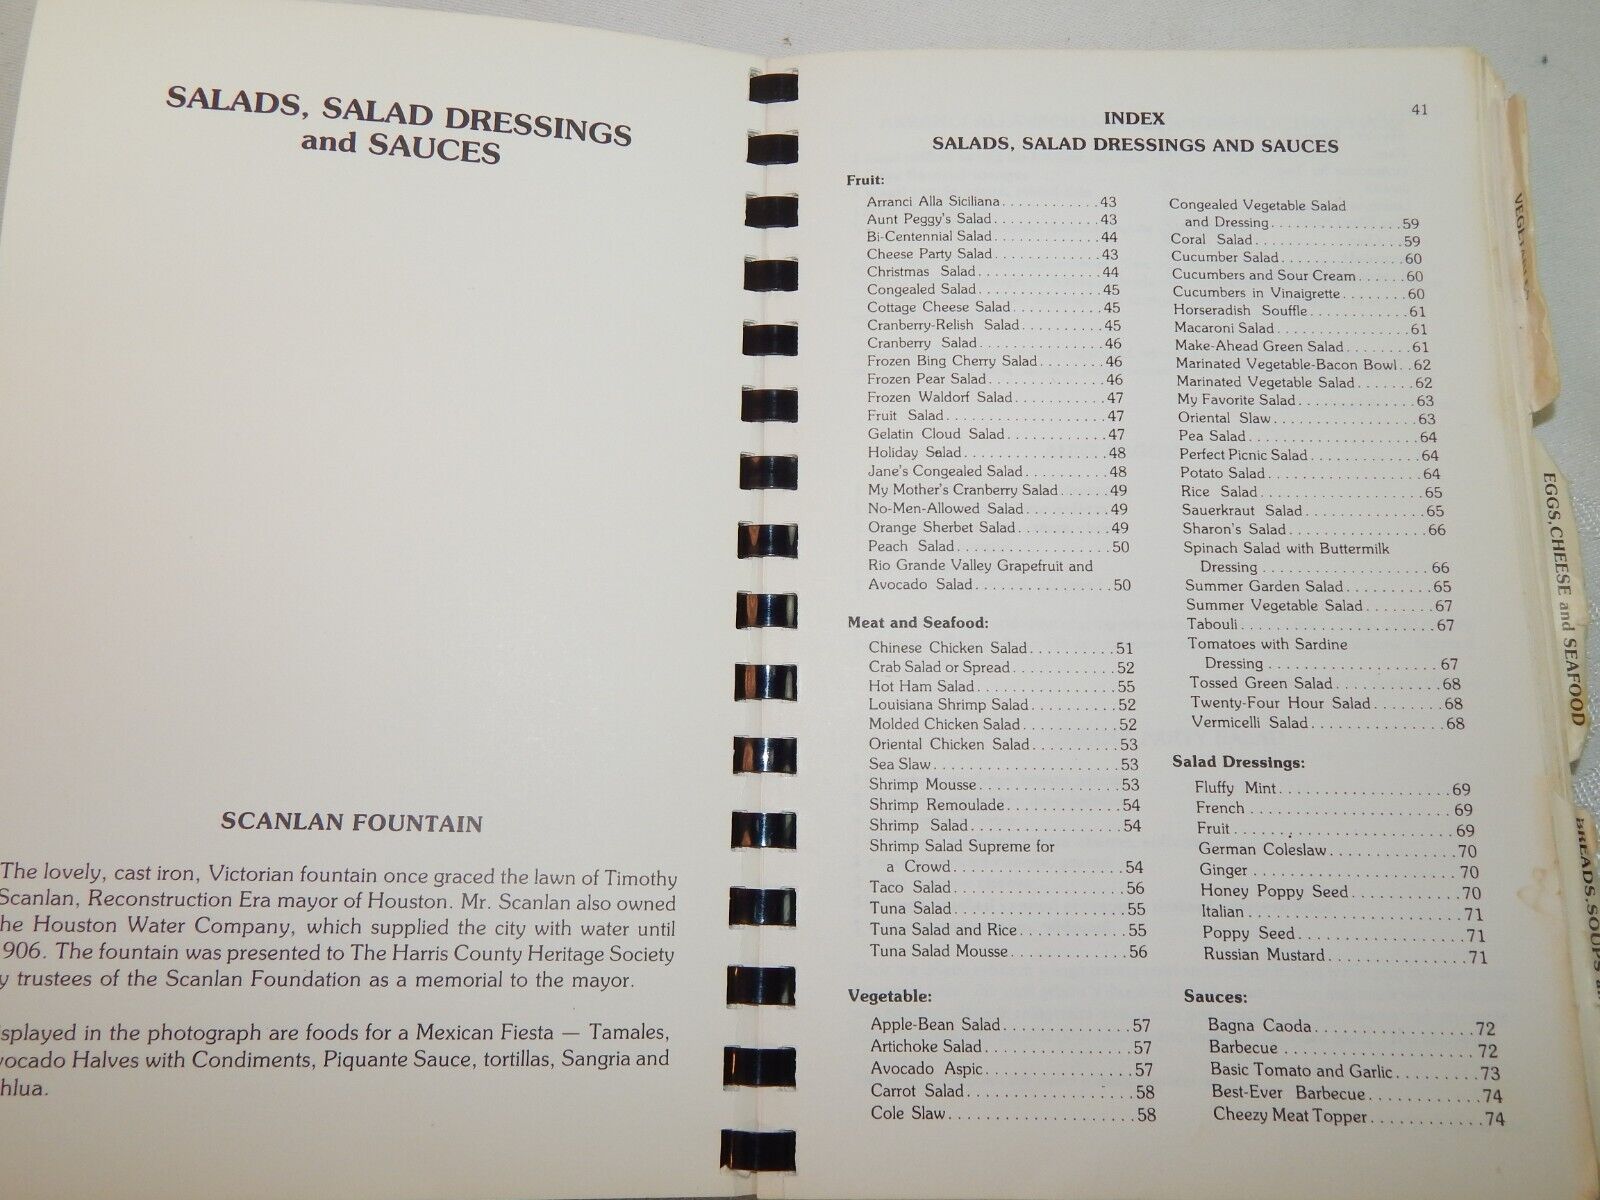 SALADS, SALAD DRESSINGS
and SAUCES
SCANLAN FOUNTAIN
The lovely, cast iron, Victorian fountain once graced the lawn of Timothy
Scanlan, Reconstruction Era mayor of Houston. Mr. Scanlan also owned
he Houston Water Company, which supplied the city with water until
906. The fountain was presented to The Harris County Heritage Society
y trustees of the Scanlan Foundation as a memorial to the mayor.
isplayed in the photograph are foods for a Mexican Fiesta — Tamales,
vocado Halves with Condiments, Piquante Sauce, tortillas, Sangria and
hlua.
41
INDEX
SALADS, SALAD DRESSINGS AND SAUCES
Fruit:
Arranci Alla Siciliana . . . . . . . . . . . . 43
Aunt Peggy's Salad . . . . . . . . . . . . 43
Bi-Centennial Salad . . . . . . . . . . . . 44
Cheese Party Salad . . . . . . . . . . . . 43
Christmas Salad . . . . . . . . . . . . 44
Congealed Salad . . . . . . . . . . . . 45
Cottage Cheese Salad . . . . . . . . . . 45
Cranberry-Relish Salad . . . . . . . . . 45
Cranberry Salad . . . . . . . . . . . . 46
Frozen Bing Cherry Salad . . . . . . . . 46
Frozen Pear Salad . . . . . . . . . . . . 46
Frozen Waldorf Salad . . . . . . . . . . 47
Fruit Salad . . . . . . . . . . . . 47
Gelatin Cloud Salad . . . . . . . . . . . 47
Holiday Salad . . . . . . . . . . . . 48
Jane's Congealed Salad . . . . . . . . . 48
My Mother's Cranberry Salad . . . . . . 49
No-Men-Allowed Salad . . . . . . . . . 49
Orange Sherbet Salad . . . . . . . . . . 49
Peach Salad . . . . . . . . . . . . 50
Rio Grande Valley Grapefruit and
Avocado Salad . . . . . . . . . . . . 50
Meat and Seafood:
Chinese Chicken Salad . . . . . . . . . . 51
Crab Salad or Spread . . . . . . . . . . . 52
Hot Ham Salad . . . . . . . . . . . . 55
Louisiana Shrimp Salad . . . . . . . . . . 52
Molded Chicken Salad . . . . . . . . . . 52
Oriental Chicken Salad . . . . . . . . . . 53
Sea Slaw . . . . . . . . . . . . 53
Shrimp Mousse . . . . . . . . . . . . 53
Shrimp Remoulade . . . . . . . . . . . . 54
Shrimp Salad . . . . . . . . . . . . 54
Shrimp Salad Supreme for
a Crowd . . . . . . . . . . . . 54
Taco Salad . . . . . . . . . . . . 56
Tuna Salad . . . . . . . . . . . . 55
Tuna Salad and Rice . . . . . . . . . . . 55
Tuna Salad Mousse . . . . . . . . . . . . 56
Vegetable:
Apple-Bean Salad . . . . . . . . . . . . 57
Artichoke Salad . . . . . . . . . . . . 57
Avocado Aspic . . . . . . . . . . . . 57
Carrot Salad . . . . . . . . . . . . 58
Cole Slaw . . . . . . . . . . . . 58
Congealed Vegetable Salad
and Dressing . . . . . . . . . . . . 59
Coral Salad . . . . . . . . . . . . 59
Cucumber Salad . . . . . . . . . . . . 60
Cucumbers and Sour Cream . . . . . . 60
Cucumbers in Vinaigrette . . . . . . . . 60
Horseradish Souffle . . . . . . . . . . . . 61
Macaroni Salad . . . . . . . . . . . . 61
Make-Ahead Green Salad . . . . . . . . 61
Marinated Vegetable-Bacon Bowl . . 62
Marinated Vegetable Salad . . . . . . . 62
My Favorite Salad . . . . . . . . . . . . 63
Oriental Slaw . . . . . . . . . . . . 63
Pea Salad . . . . . . . . . . . . 64
Perfect Picnic Salad . . . . . . . . . . . . 64
Potato Salad . . . . . . . . . . . . 64
Rice Salad . . . . . . . . . . . . 65
Sauerkraut Salad . . . . . . . . . . . . 65
Sharon's Salad . . . . . . . . . . . . 66
Spinach Salad with Buttermilk
Dressing . . . . . . . . . . . . 66
Summer Garden Salad . . . . . . . . . . 65
Summer Vegetable Salad . . . . . . . . 67
Tabouli . . . . . . . . . . . . 67
Tomatoes with Sardine
Dressing . . . . . . . . . . . . 67
Tossed Green Salad . . . . . . . . . . . . 68
Twenty-Four Hour Salad . . . . . . . . 68
Vermicelli Salad . . . . . . . . . . . . 68
Salad Dressings:
Fluffy Mint . . . . . . . . . . . . 69
French . . . . . . . . . . . . 69
Fruit . . . . . . . . . . . . 69
German Coleslaw . . . . . . . . . . . . 70
Ginger . . . . . . . . . . . . 70
Honey Poppy Seed . . . . . . . . . . . . 70
Italian . . . . . . . . . . . . 71
Poppy Seed . . . . . . . . . . . . 71
Russian Mustard . . . . . . . . . . . . 71
Sauces:
Bagna Caoda . . . . . . . . . . . . 72
Barbecue . . . . . . . . . . . . 72
Basic Tomato and Garlic . . . . . . . . . 73
Best-Ever Barbecue . . . . . . . . . . . . 74
Cheezy Meat Topper . . . . . . . . . . . . 74
EGGS, CHEESE and SEAFOOD
BREADS, SOUPS